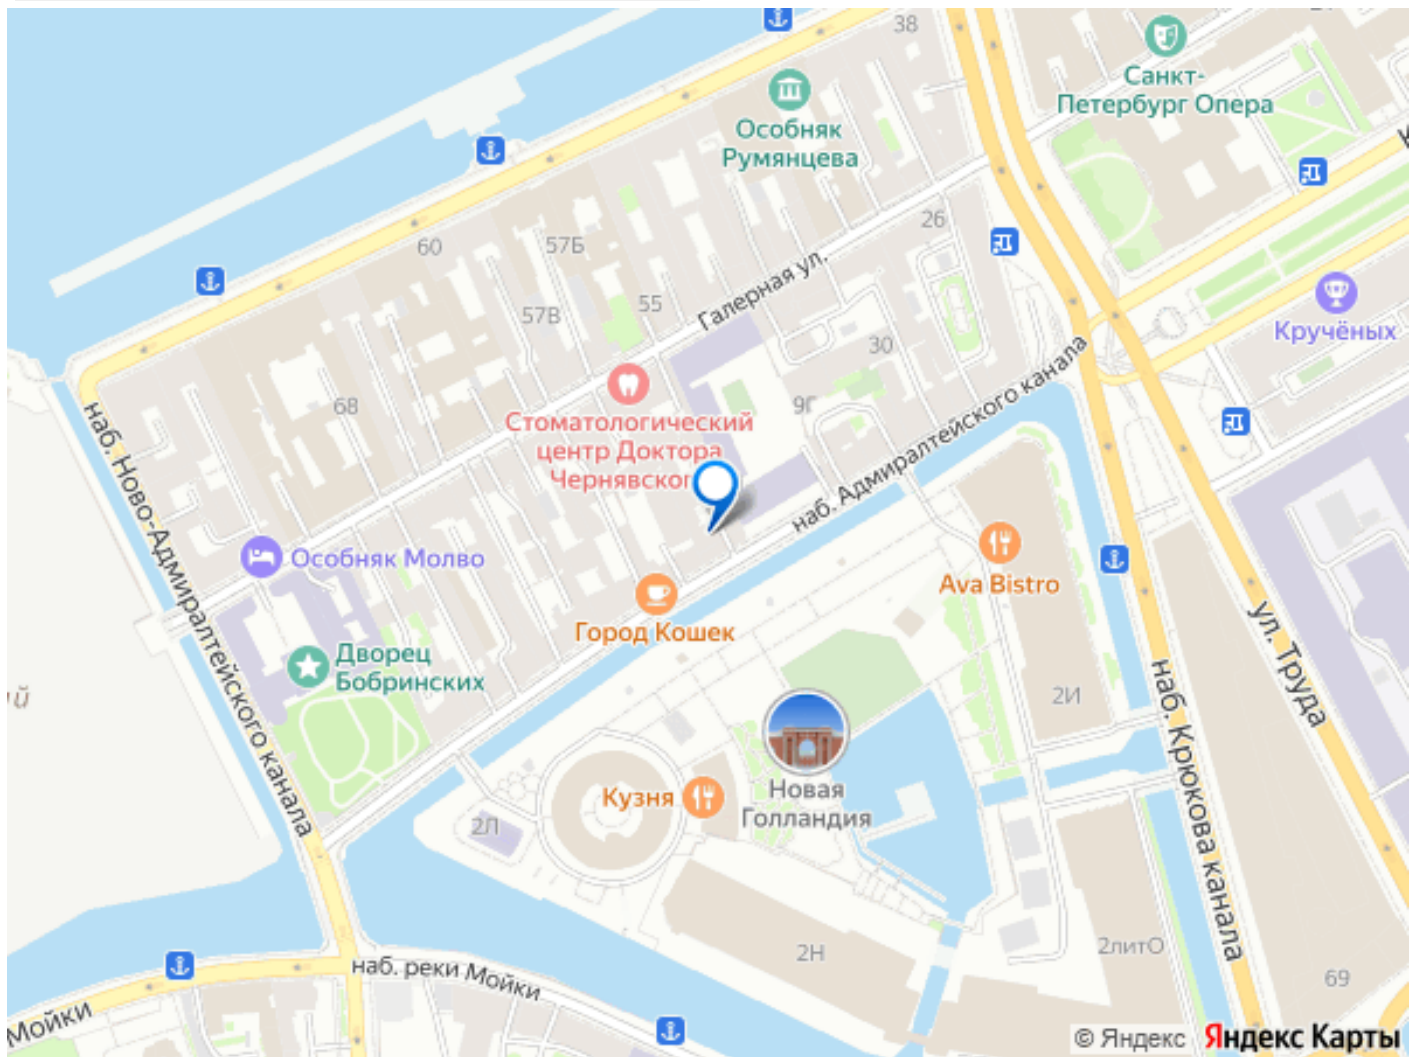 38
Санкт-
Петербург Опера
Особняк
Румянцева
26
60
57Б
55
57В
Галерная ул.
30
Кручёных
68
9Г
Стоматологический
центр Доктора
Чернявског
наб. Адмиралтейского канала
наб. Ново-Адмиралтейского канала
Особняк Молво
Ava Bistro
Город Кошек
Дворец
Бобринских
ий
2И
ул. Труда
наб. Крюкова канала
Новая
Голландия
Кузня
2Л
2Н
2литО
69
наб. реки Мойки
Мойки
© Яндекс Яндекс Карты